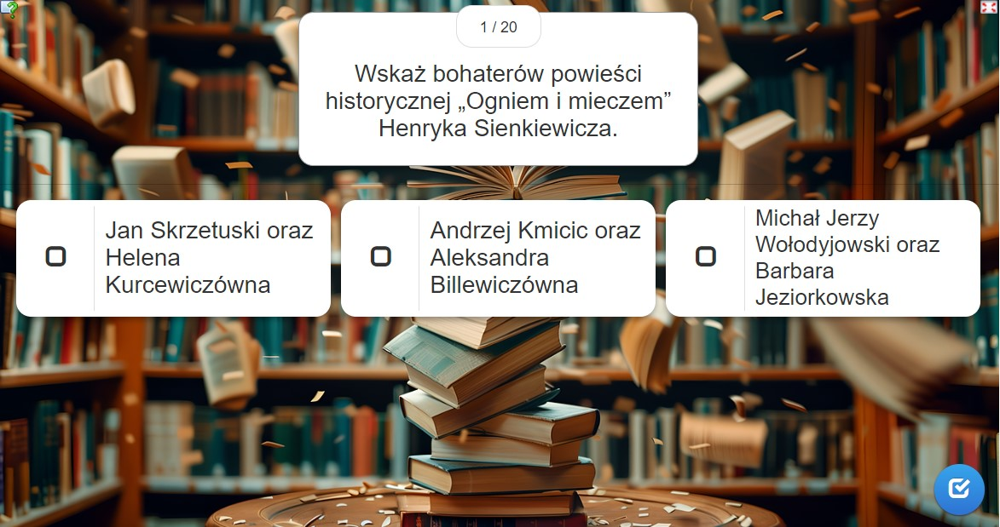 1 / 20
Wskaż bohaterów powieści
historycznej „Ogniem i mieczem”
Henryka Sienkiewicza.
Jan Skrzetuski oraz
Helena
Kurcewiczówna
Andrzej Kmicic oraz
Aleksandra
Billewiczówna
Michał Jerzy
Wołodyjowski oraz
Barbara
Jeziorkowska